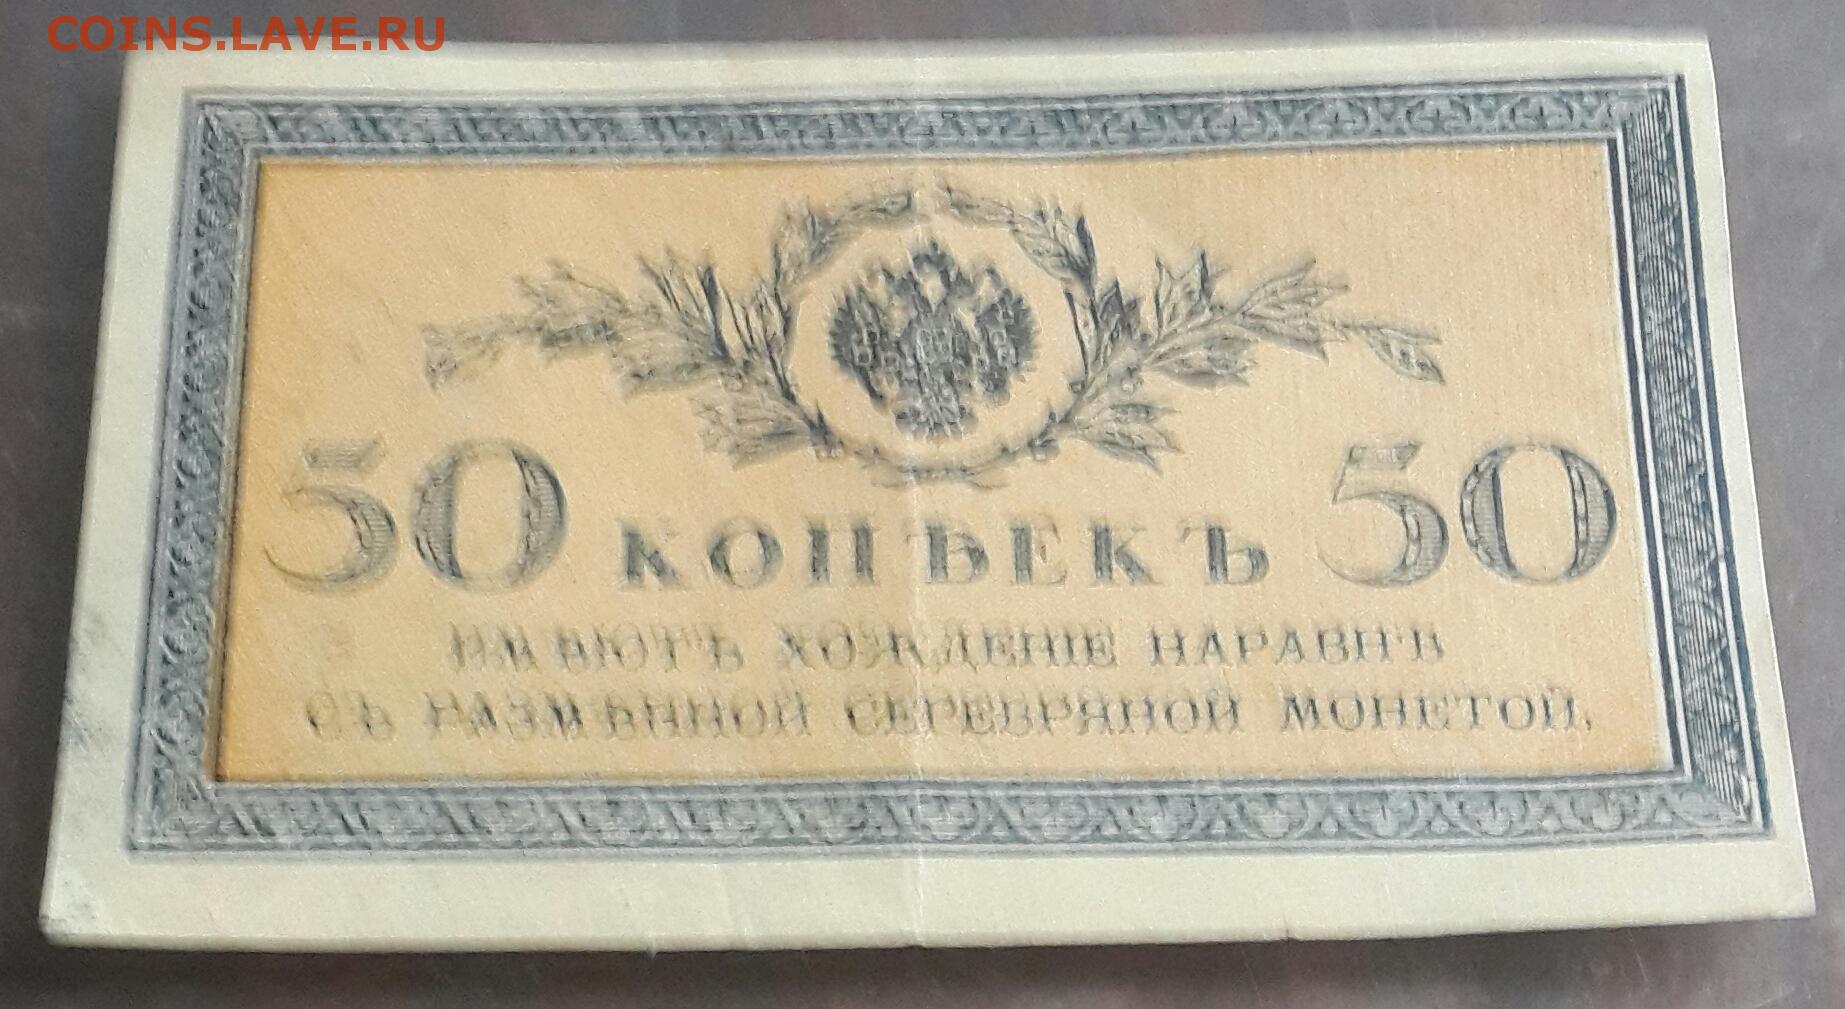 COINS.LAVE.RU
50 КОПѢЕКЪ 50
ИМѢЮТЪ ХОЖДЕНІЕ НАРАВНѢ
СЪ РАЗМѢННОЙ СЕРЕБРЯНОЙ МОНЕТОЙ.